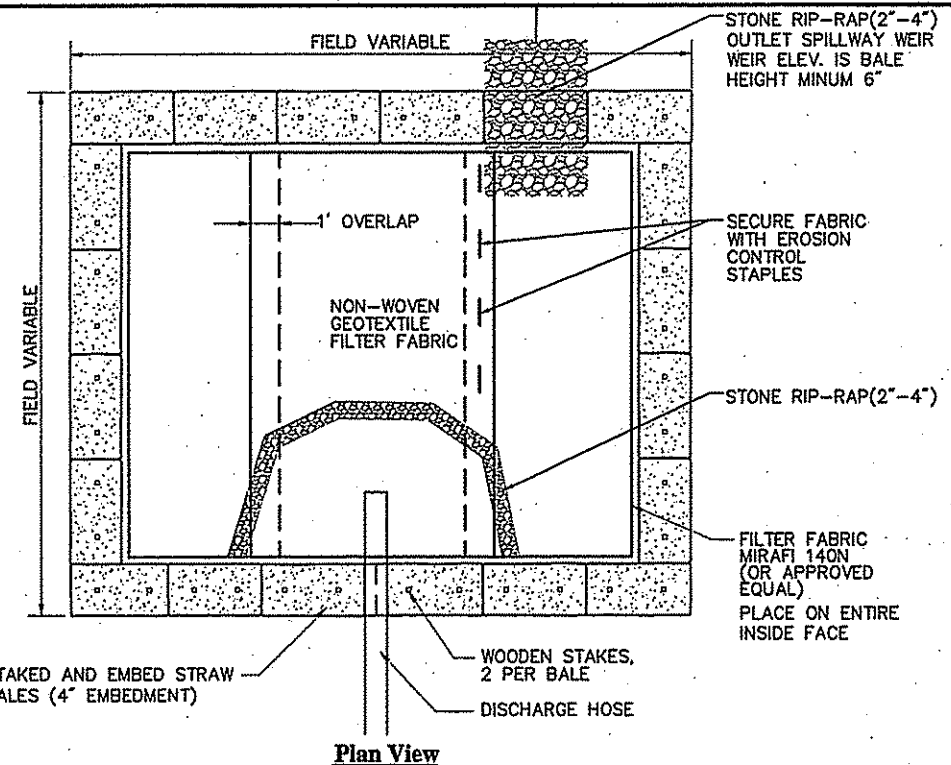 STONE RIP-RAP(2"-4")
OUTLET SPILLWAY WEIR
WEIR ELEV. IS BALE
HEIGHT MINUM 6"
FIELD VARIABLE
1' OVERLAP
SECURE FABRIC
WITH EROSION
CONTROL
STAPLES
NON-WOVEN
GEOTEXTILE
FILTER FABRIC
FIELD VARIABLE
STONE RIP-RAP(2"-4")
FILTER FABRIC
MIRAFI 140N
(OR APPROVED
EQUAL)
PLACE ON ENTIRE
INSIDE FACE
TAKED AND EMBED STRAW
ALES (4" EMBEDMENT)
WOODEN STAKES,
2 PER BALE
DISCHARGE HOSE
Plan View